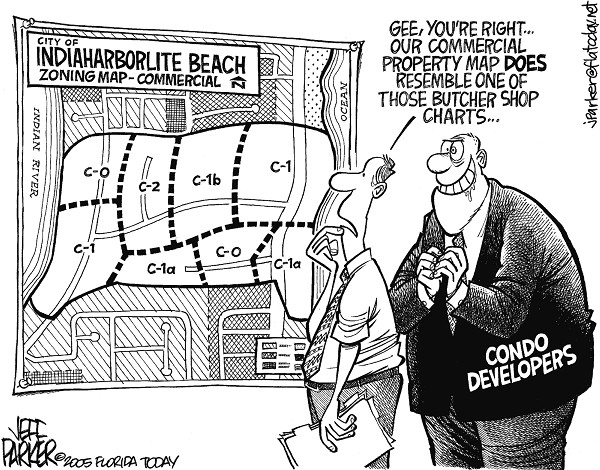 CITY OF
INDIAHARBORLITE BEACH
ZONING MAP - COMMERCIAL N
INDIAN RIVER
OCEAN
C-O
C-2
C-1b
C-1
C-1
C-1a
C-O
C-1a
GEE, YOU'RE RIGHT...
OUR COMMERCIAL
PROPERTY MAP DOES
RESEMBLE ONE OF
THOSE BUTCHER SHOP
CHARTS...
CONDO
DEVELOPERS
jparker@flatoday.net
JEFF
PARKER ©2005 FLORIDA TODAY